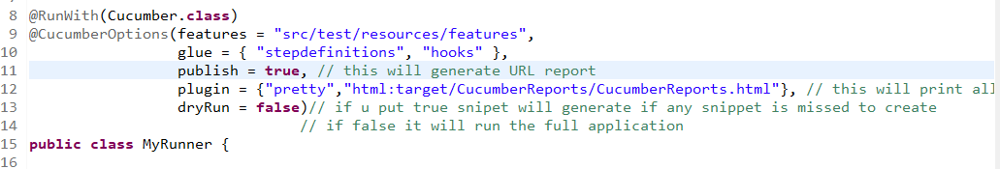 8 @RunWith(Cucumber.class)
9 @CucumberOptions(features = "src/test/resources/features",
10 glue = { "stepdefinitions", "hooks" },
11 publish = true, // this will generate URL report
12 plugin = {"pretty","html:target/CucumberReports/CucumberReports.html"}, // this will print all
13 dryRun = false)// if u put true snipet will generate if any snippet is missed to create
14 // if false it will run the full application
15 public class MyRunner {
16